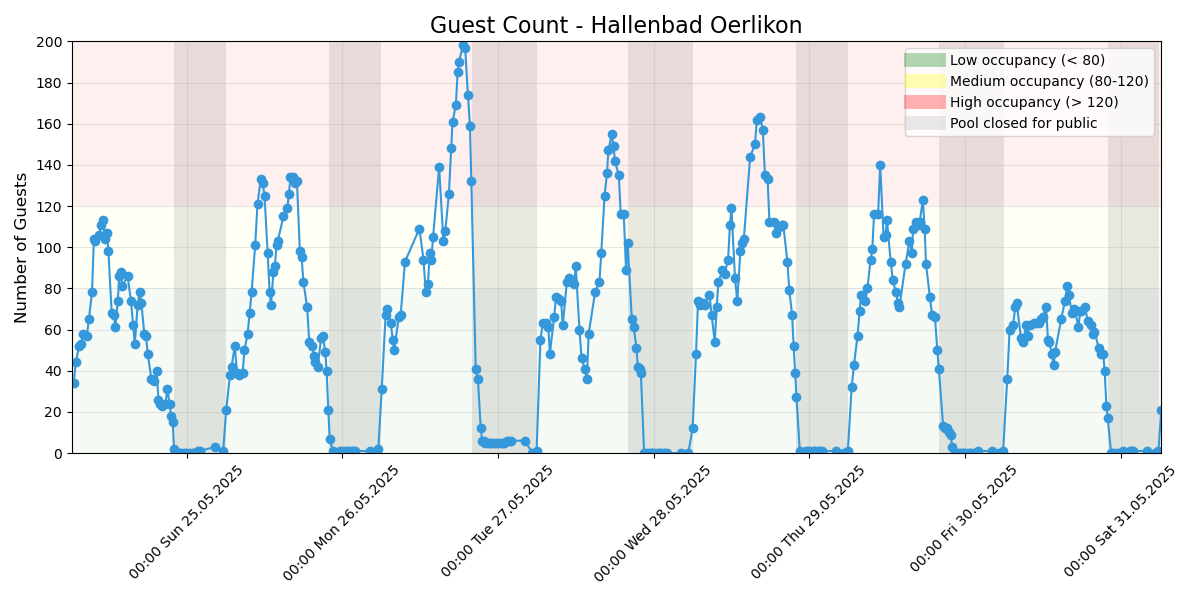 Guest Count - Hallenbad Oerlikon
Number of Guests
200
180
160
140
120
100
80
60
40
20
0
Low occupancy (< 80)
Medium occupancy (80-120)
High occupancy (> 120)
Pool closed for public
00:00 Sun 25.05.2025
00:00 Mon 26.05.2025
00:00 Tue 27.05.2025
00:00 Wed 28.05.2025
00:00 Thu 29.05.2025
00:00 Fri 30.05.2025
00:00 Sat 31.05.2025